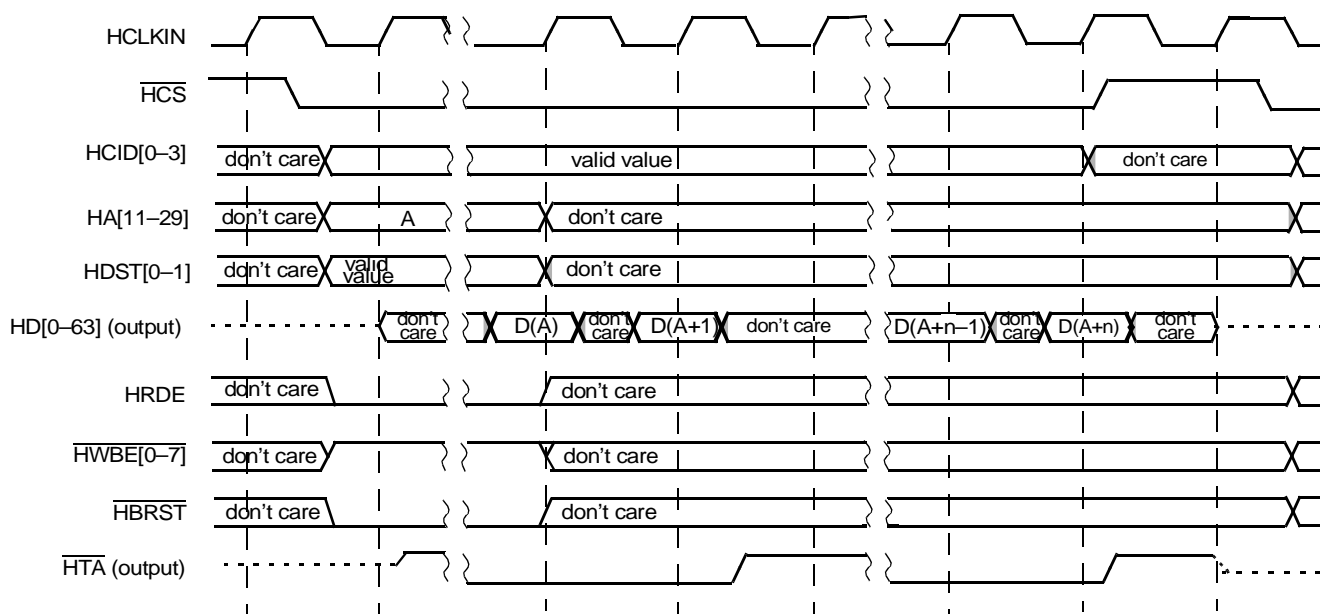 HCLKIN
HCS
HCID[0–3] don't care valid value don't care
HA[11–29] don't care A don't care
HDST[0–1] don't care valid value don't care
HD[0–63] (output) don't care D(A) don't care D(A+1) don't care D(A+n–1) don't care D(A+n) don't care
HRDE don't care don't care
HWBE[0–7] don't care don't care
HBRST don't care don't care
HTA (output)